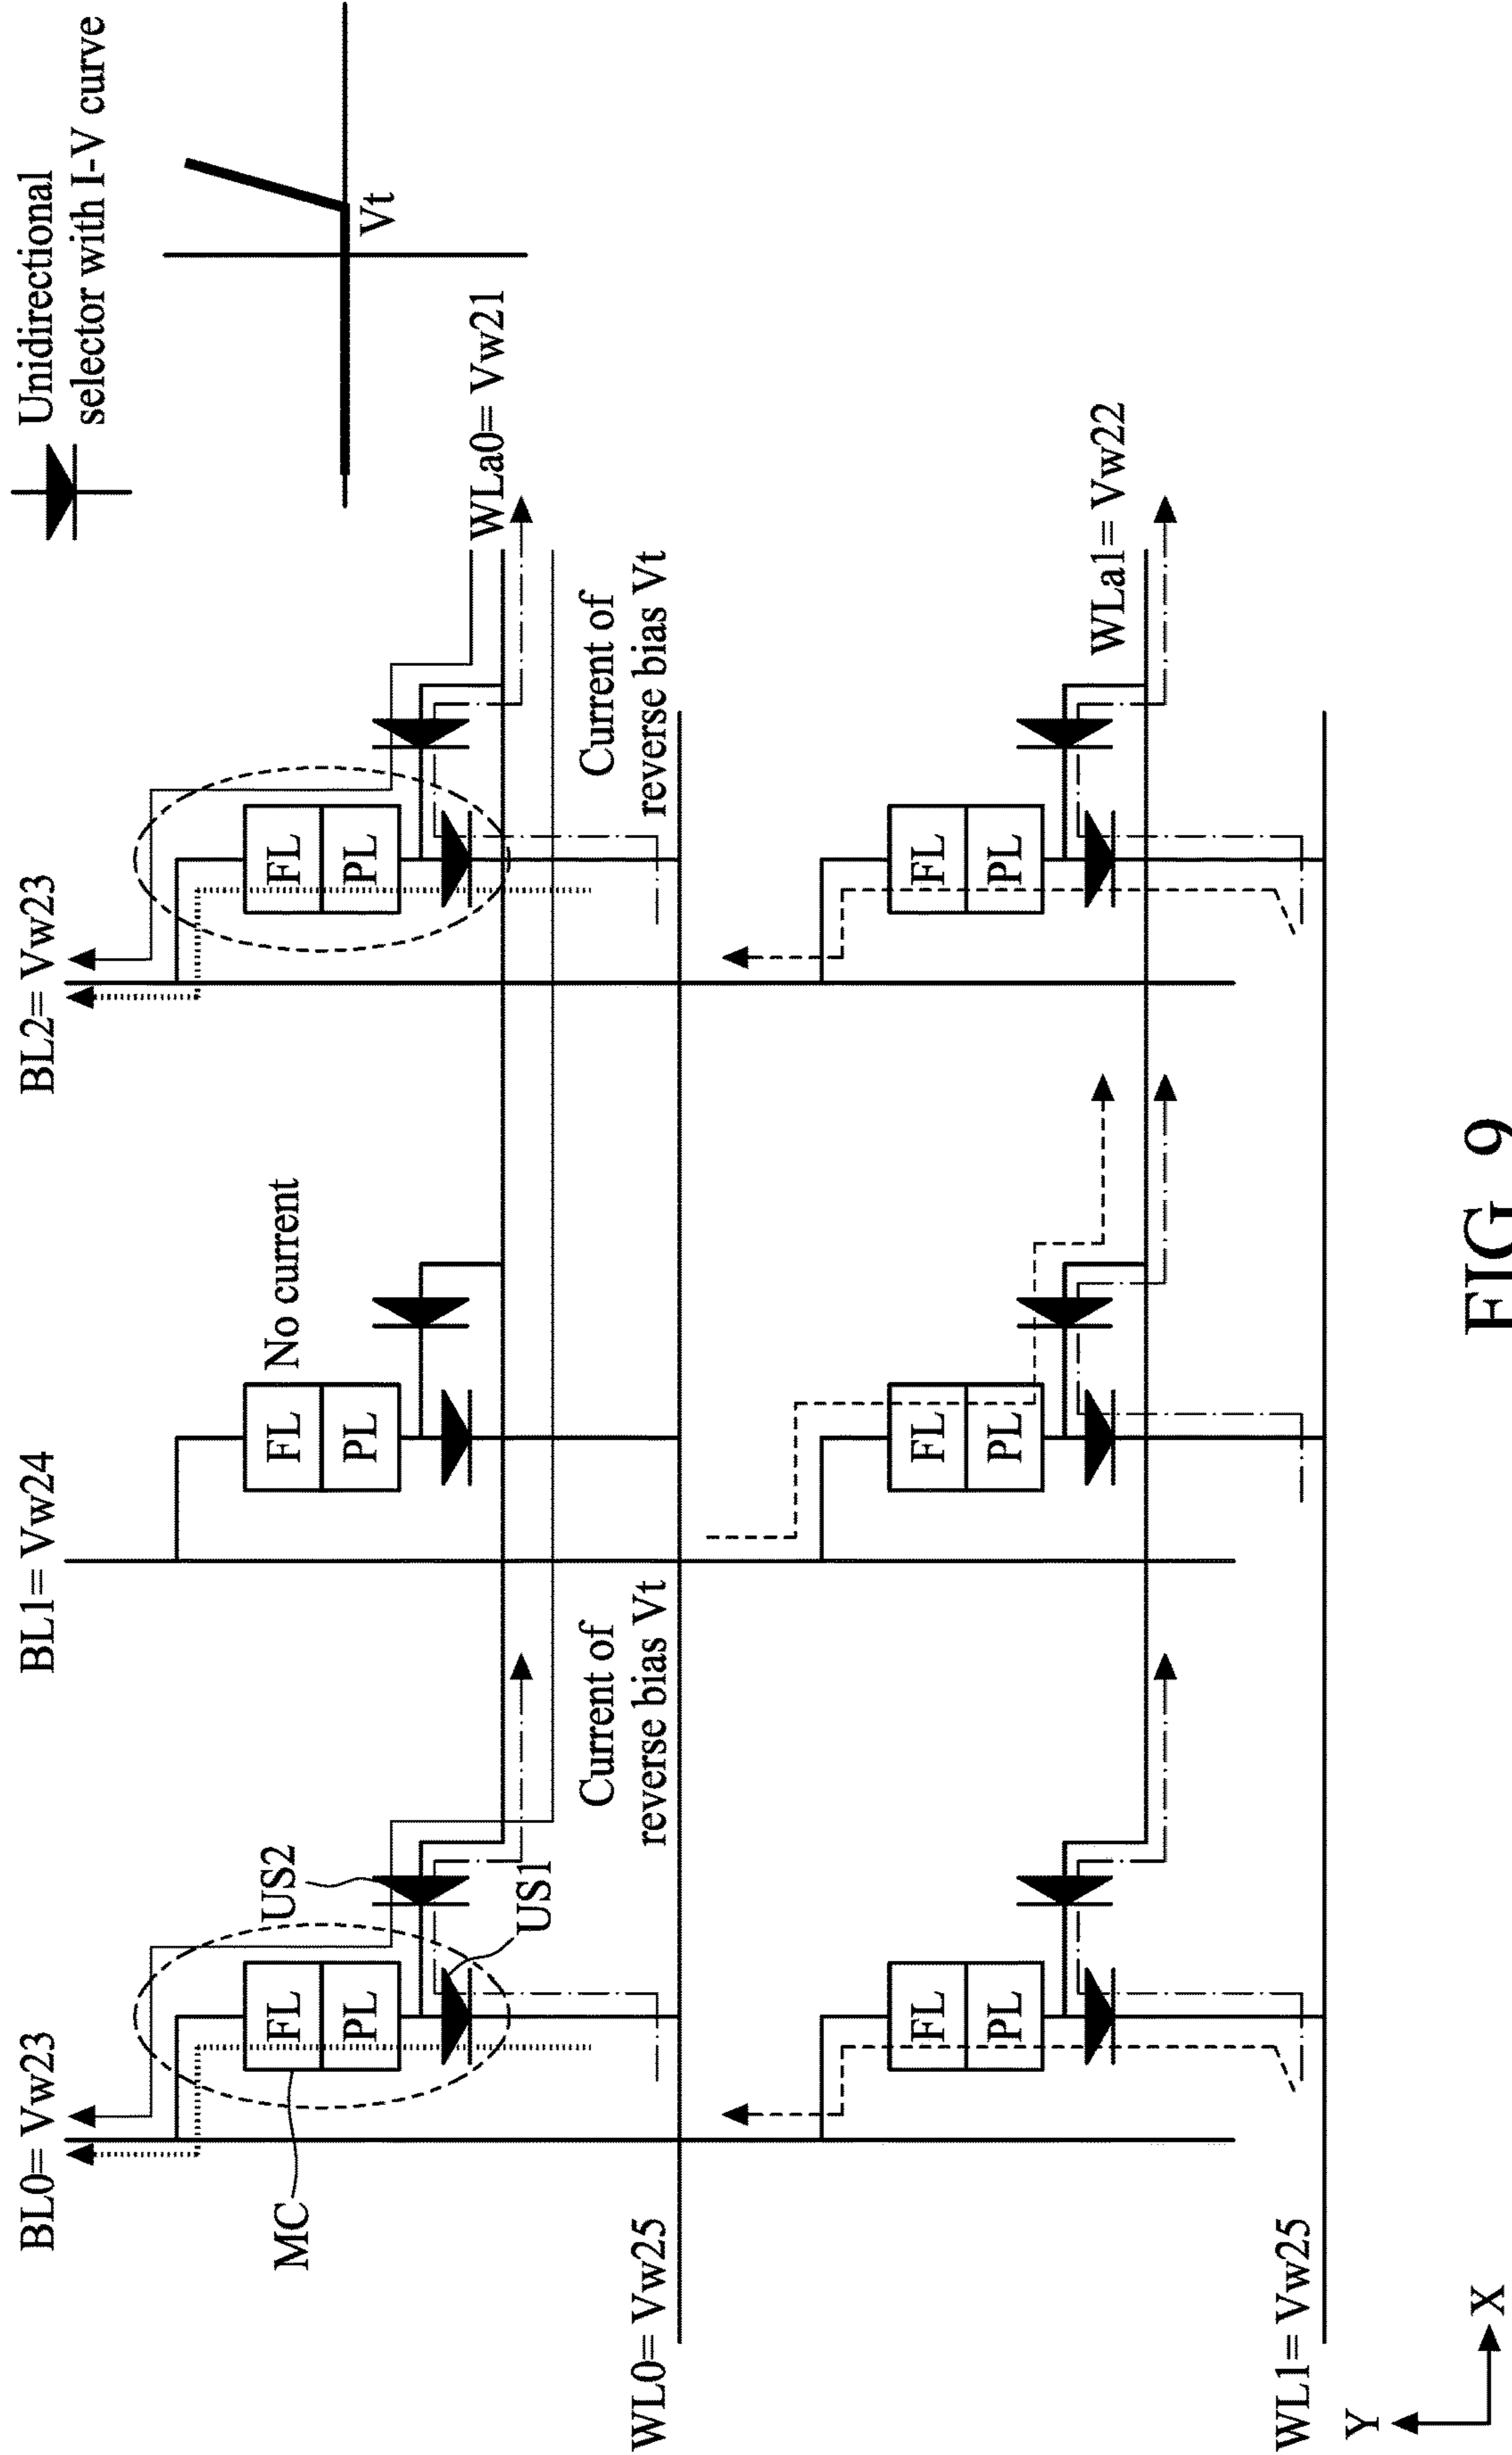 Unidirectional
selector with I-V curve
Vt
BL0= Vw23
BL1= Vw24
BL2= Vw23
MC
FL
PL
US2
US1
FL
PL
No current
FL
PL
WLa0= Vw21
Current of
reverse bias Vt
Current of
reverse bias Vt
WL0= Vw25
FL
PL
FL
PL
FL
PL
WLa1= Vw22
WL1= Vw25
Y
X
FIG. 9